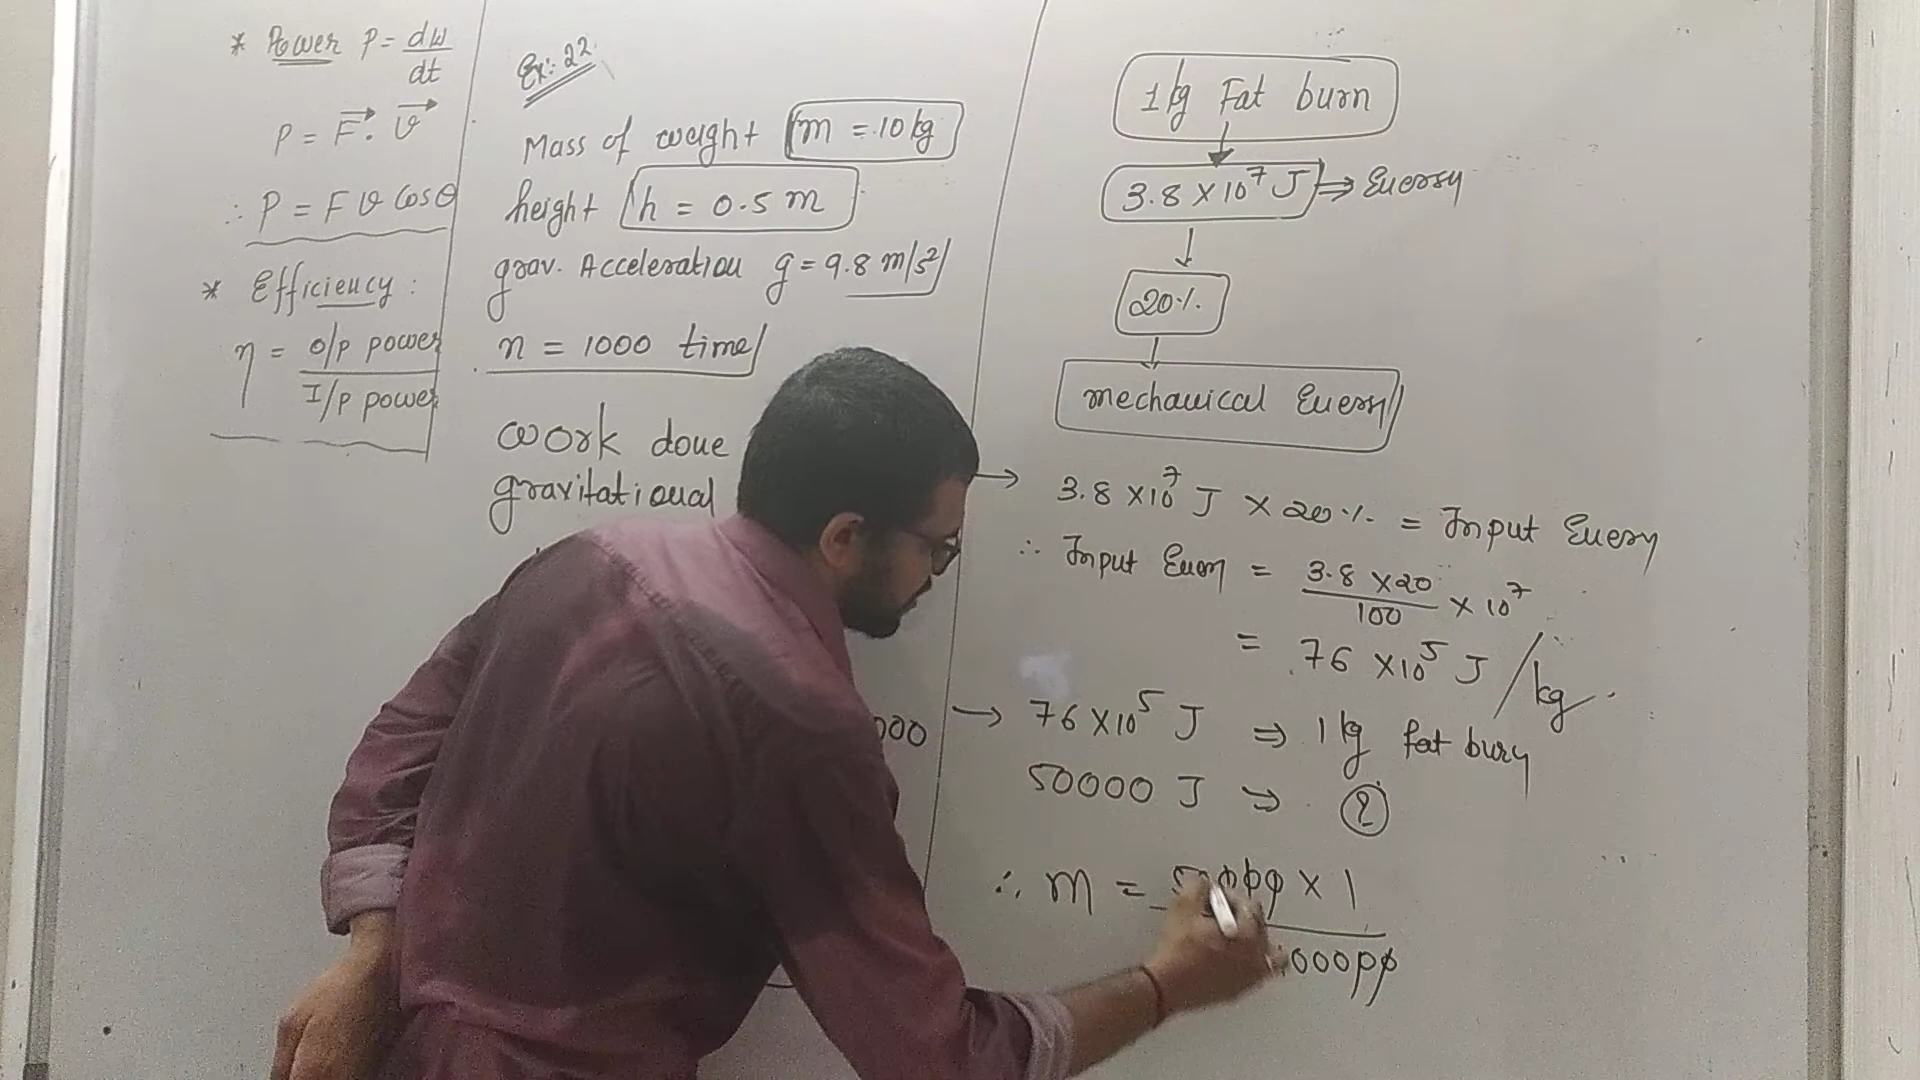 * Power P = dw
dt
P = F . v
∴ P = F v cosθ
* Efficiency :
η = o/p power
I/p power
Ex:- 22
Mass of weight m = 10 kg
height h = 0.5 m
grav. Acceleration g = 9.8 m/s²
n = 1000 time
work done
gravitational
000
1 kg Fat burn
3.8 × 10⁷ J ⇒ Energy
20%
mechanical Energy
→ 3.8 × 10⁷ J × 20% = Input Energy
∴ Input Energy = 3.8 × 20 × 10⁷
100
= 76 × 10⁵ J / kg
→ 76 × 10⁵ J ⇒ 1 kg fat burn
50000 J ⇒ ?
∴ m = 50000 × 1
00000